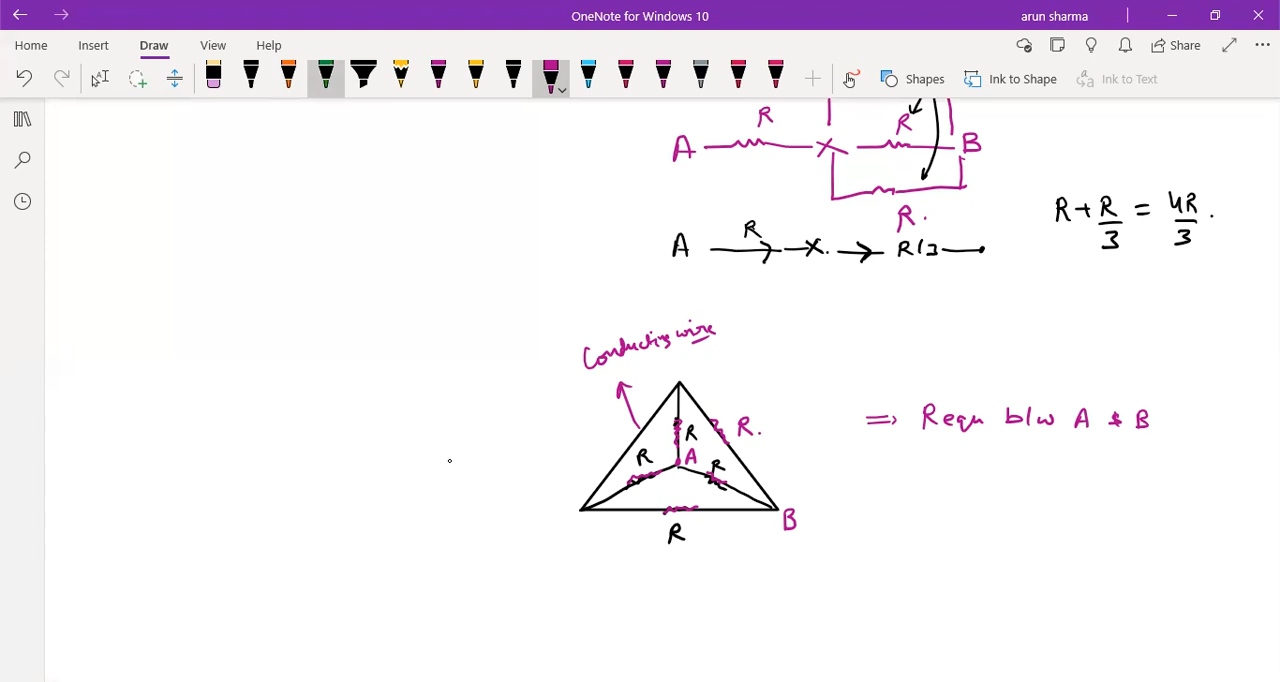 OneNote for Windows 10
arun sharma
Home Insert Draw View Help
Share
Shapes
Ink to Shape
Ink to Text
R R
A X B
R.
R + R/3 = 4R/3.
A R X. R/3
Conducting wire
R R.
R A R
B
R
=> Requ b/w A & B